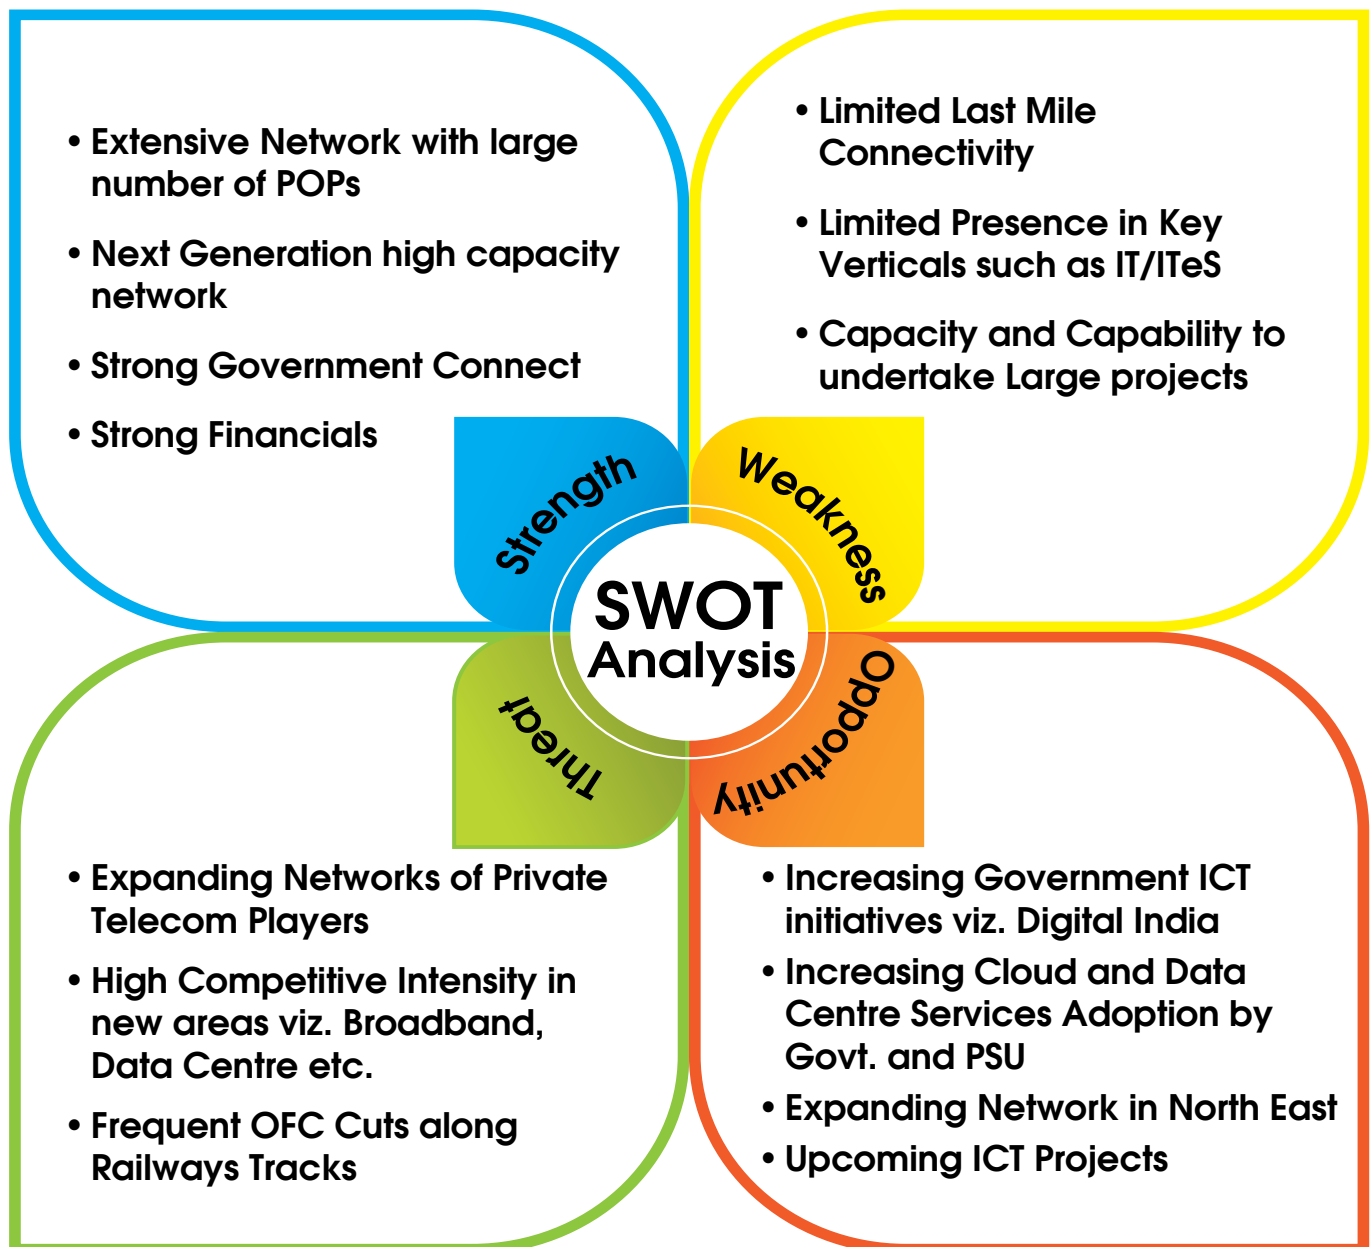 • Extensive Network with large
number of POPs
• Next Generation high capacity
network
• Strong Government Connect
• Strong Financials
Strength
• Limited Last Mile
Connectivity
• Limited Presence in Key
Verticals such as IT/ITeS
• Capacity and Capability to
undertake Large projects
Weakness
SWOT
Analysis
Threat
• Expanding Networks of Private
Telecom Players
• High Competitive Intensity in
new areas viz. Broadband,
Data Centre etc.
• Frequent OFC Cuts along
Railways Tracks
Opportunity
• Increasing Government ICT
initiatives viz. Digital India
• Increasing Cloud and Data
Centre Services Adoption by
Govt. and PSU
• Expanding Network in North East
• Upcoming ICT Projects